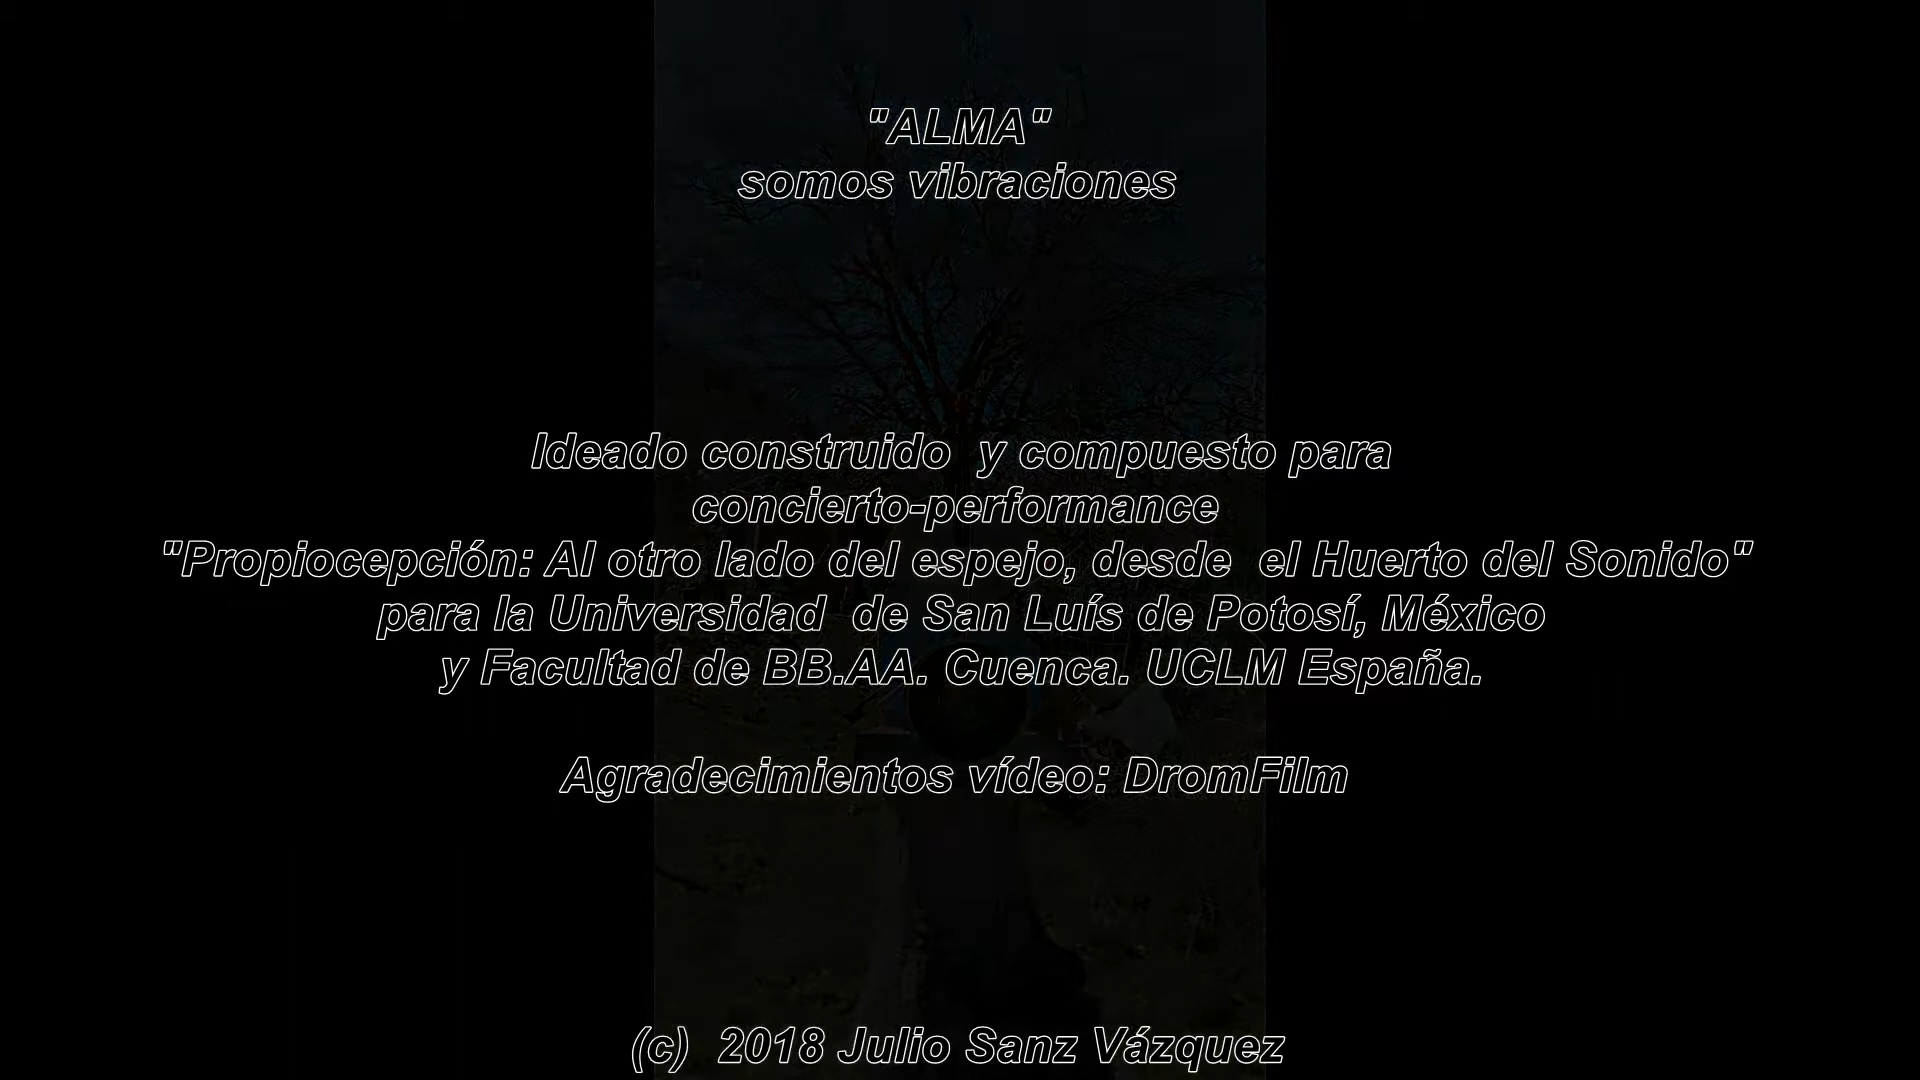 "ALMA"
somos vibraciones
Ideado construido  y compuesto para
concierto-performance
"Propiocepción: Al otro lado del espejo, desde  el Huerto del Sonido"
para la Universidad  de San Luís de Potosí, México
y Facultad de BB.AA. Cuenca. UCLM España.
Agradecimientos vídeo: DromFilm
(c)  2018 Julio Sanz Vázquez